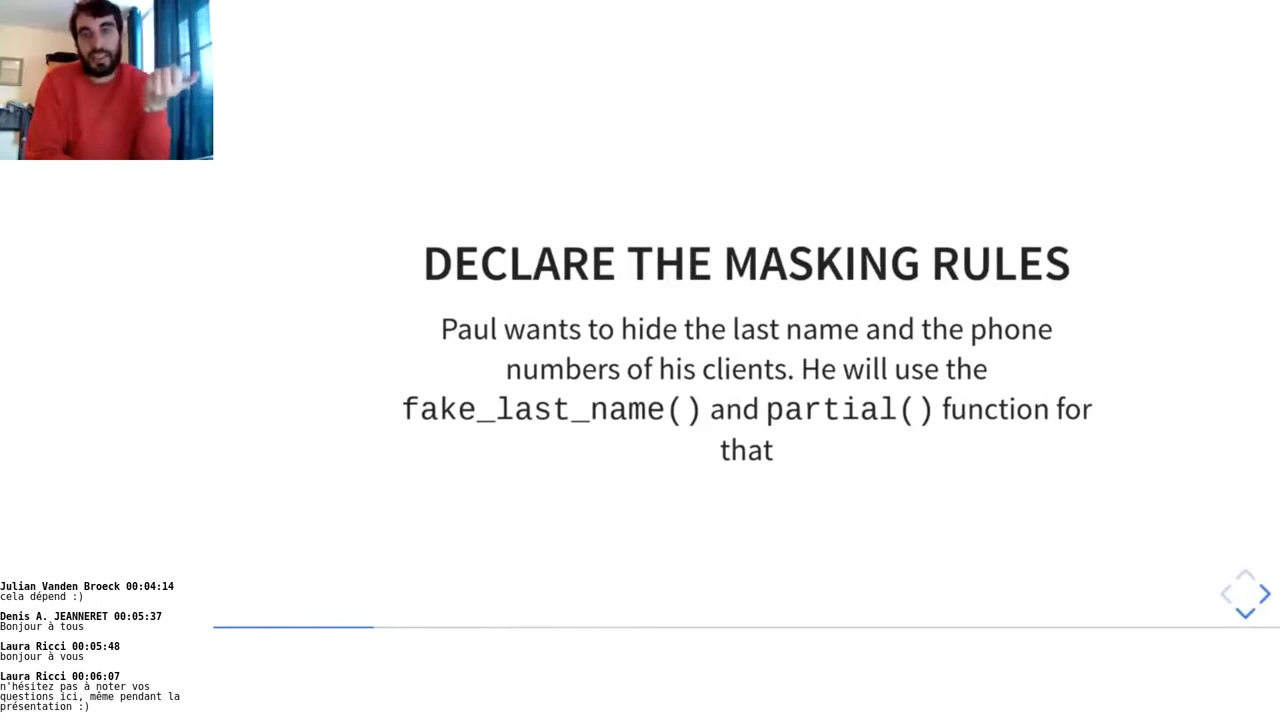 DECLARE THE MASKING RULES
Paul wants to hide the last name and the phone
numbers of his clients. He will use the
fake_last_name() and partial() function for
that
Julian Vanden Broeck 00:04:14
cela dépend :)
Denis A. JEANNERET 00:05:37
Bonjour à tous
Laura Ricci 00:05:48
bonjour à vous
Laura Ricci 00:06:07
n'hésitez pas à noter vos
questions ici, même pendant la
présentation :)